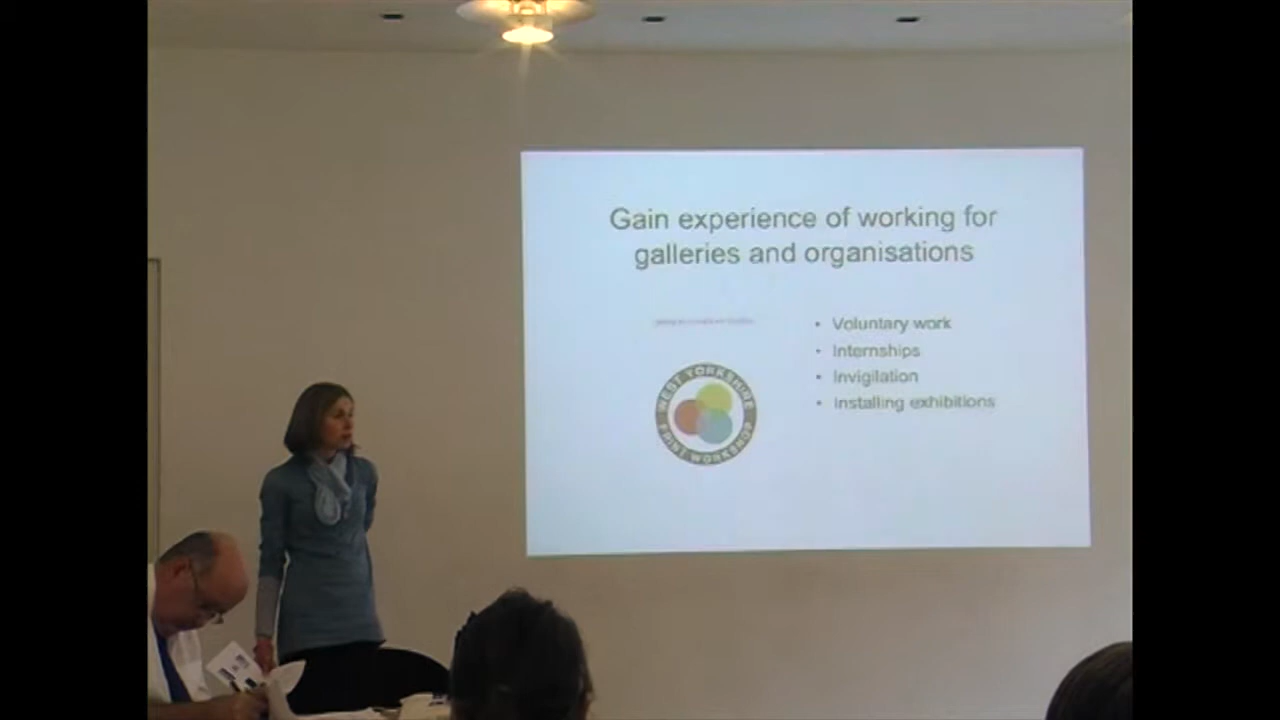 Gain experience of working for
galleries and organisations
• Voluntary work
• Internships
• Invigilation
• Installing exhibitions
WEST YORKSHIRE
PRINT WORKSHOP